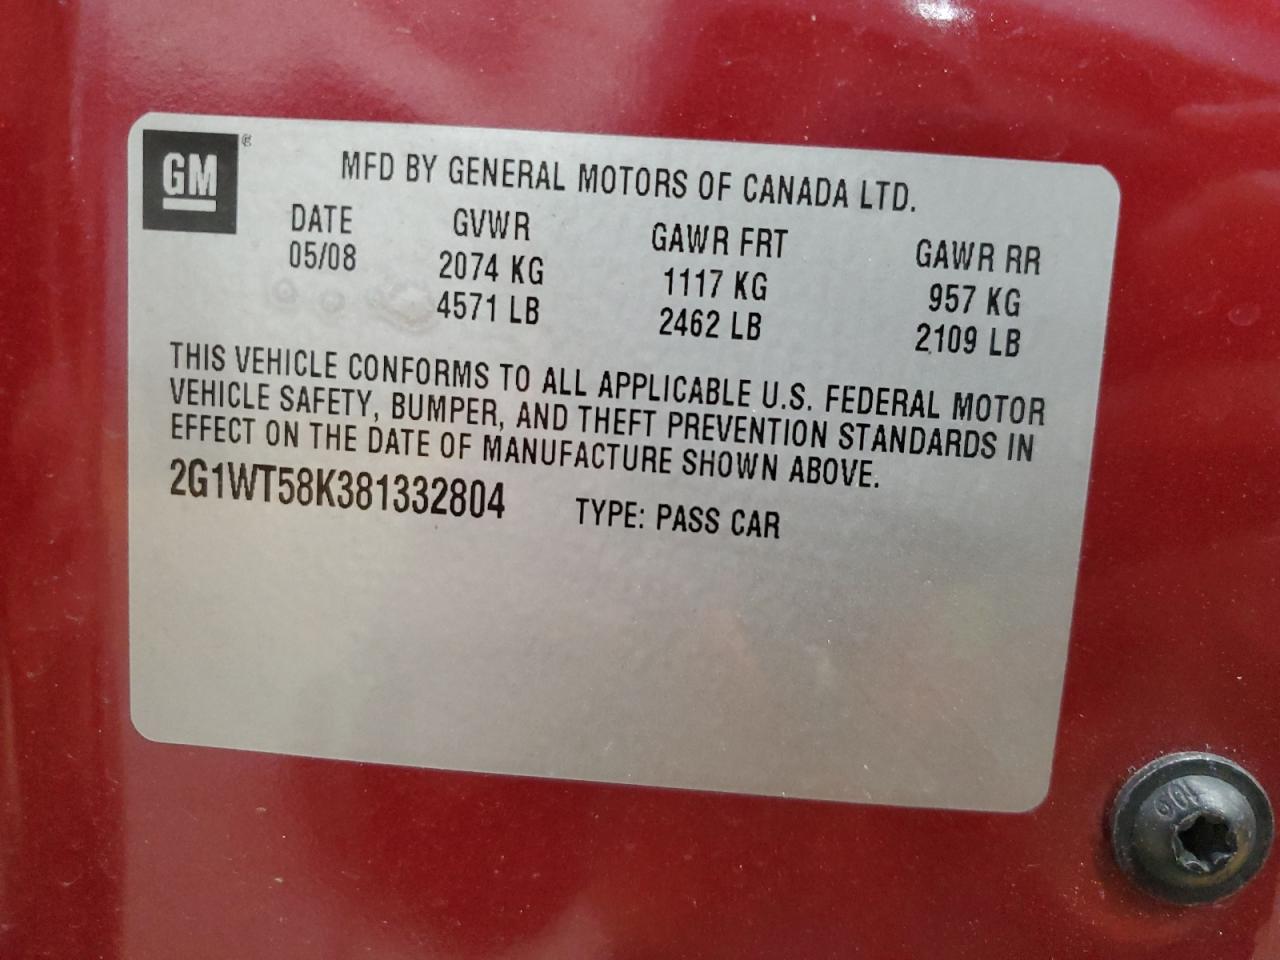 GM®
MFD BY GENERAL MOTORS OF CANADA LTD.
DATE GVWR GAWR FRT GAWR RR
05/08 2074 KG 1117 KG 957 KG
4571 LB 2462 LB 2109 LB
THIS VEHICLE CONFORMS TO ALL APPLICABLE U.S. FEDERAL MOTOR
VEHICLE SAFETY, BUMPER, AND THEFT PREVENTION STANDARDS IN
EFFECT ON THE DATE OF MANUFACTURE SHOWN ABOVE.
2G1WT58K381332804 TYPE: PASS CAR